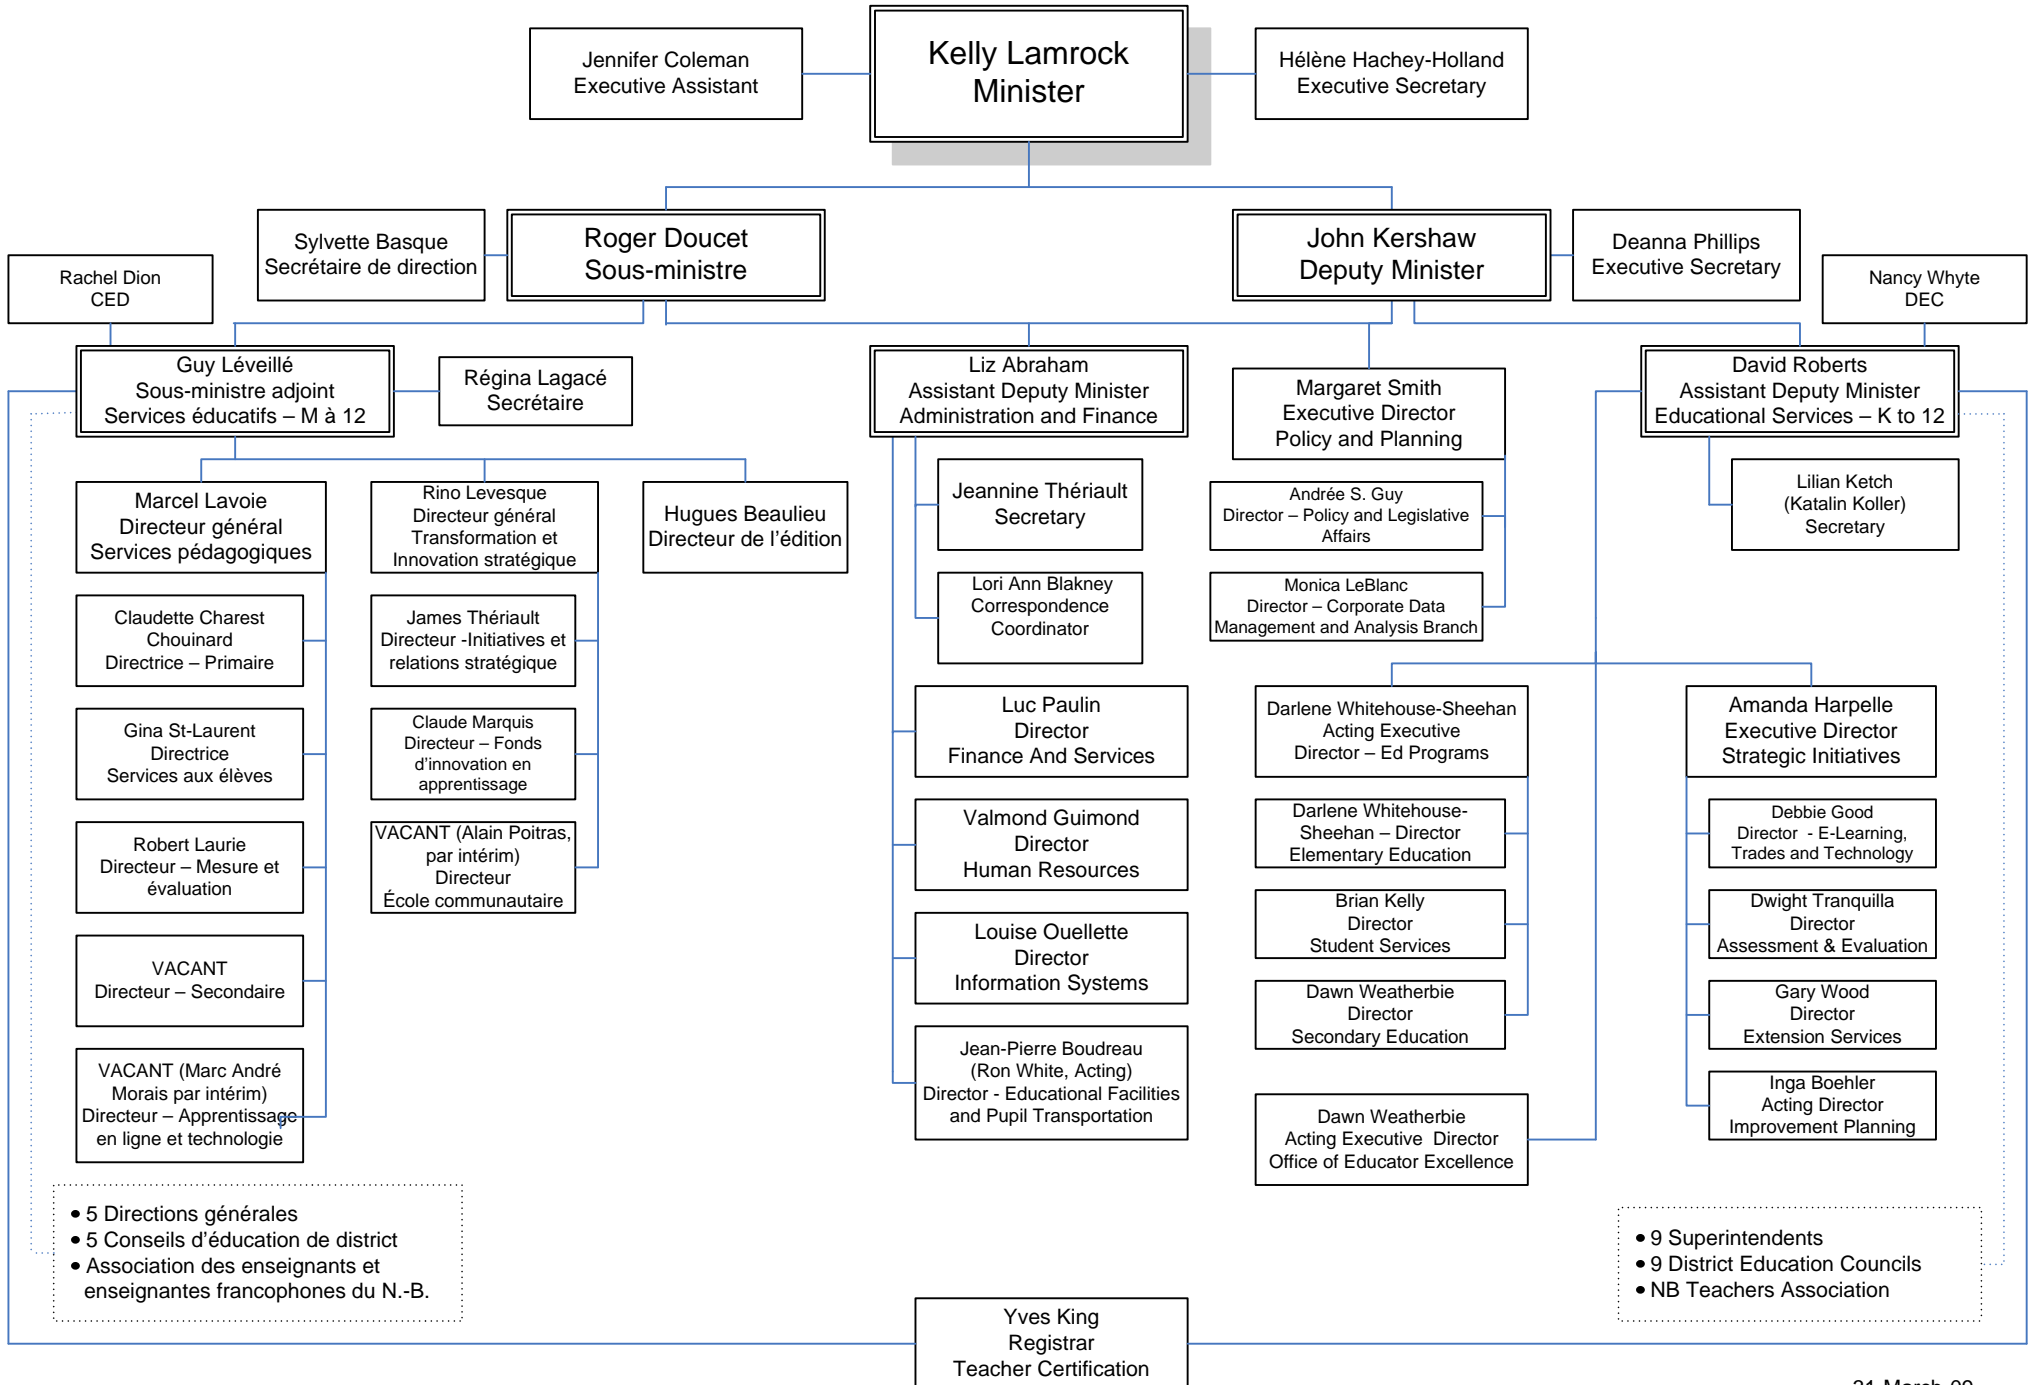 Jennifer Coleman
Executive Assistant
Kelly Lamrock
Minister
Hélène Hachey-Holland
Executive Secretary
Sylvette Basque
Secrétaire de direction
Roger Doucet
Sous-ministre
John Kershaw
Deputy Minister
Deanna Phillips
Executive Secretary
Rachel Dion
CED
Nancy Whyte
DEC
Guy Léveillé
Sous-ministre adjoint
Services éducatifs – M à 12
Régina Lagacé
Secrétaire
Liz Abraham
Assistant Deputy Minister
Administration and Finance
Margaret Smith
Executive Director
Policy and Planning
David Roberts
Assistant Deputy Minister
Educational Services – K to 12
Marcel Lavoie
Directeur général
Services pédagogiques
Rino Levesque
Directeur général
Transformation et
Innovation stratégique
Hugues Beaulieu
Directeur de l'édition
Jeannine Thériault
Secretary
Andrée S. Guy
Director – Policy and Legislative
Affairs
Lilian Ketch
(Katalin Koller)
Secretary
Claudette Charest
Chouinard
Directrice – Primaire
James Thériault
Directeur -Initiatives et
relations stratégique
Lori Ann Blakney
Correspondence
Coordinator
Monica LeBlanc
Director – Corporate Data
Management and Analysis Branch
Gina St-Laurent
Directrice
Services aux élèves
Claude Marquis
Directeur – Fonds
d'innovation en
apprentissage
Luc Paulin
Director
Finance And Services
Darlene Whitehouse-Sheehan
Acting Executive
Director – Ed Programs
Amanda Harpelle
Executive Director
Strategic Initiatives
Robert Laurie
Directeur – Mesure et
évaluation
VACANT (Alain Poitras,
par intérim)
Directeur
École communautaire
Valmond Guimond
Director
Human Resources
Darlene Whitehouse-
Sheehan – Director
Elementary Education
Debbie Good
Director - E-Learning,
Trades and Technology
VACANT
Directeur – Secondaire
Louise Ouellette
Director
Information Systems
Brian Kelly
Director
Student Services
Dwight Tranquilla
Director
Assessment & Evaluation
VACANT (Marc André
Morais par intérim)
Directeur – Apprentissage
en ligne et technologie
Jean-Pierre Boudreau
(Ron White, Acting)
Director - Educational Facilities
and Pupil Transportation
Dawn Weatherbie
Director
Secondary Education
Gary Wood
Director
Extension Services
Dawn Weatherbie
Acting Executive Director
Office of Educator Excellence
Inga Boehler
Acting Director
Improvement Planning
• 5 Directions générales
• 5 Conseils d'éducation de district
• Association des enseignants et
enseignantes francophones du N.-B.
• 9 Superintendents
• 9 District Education Councils
• NB Teachers Association
Yves King
Registrar
Teacher Certification